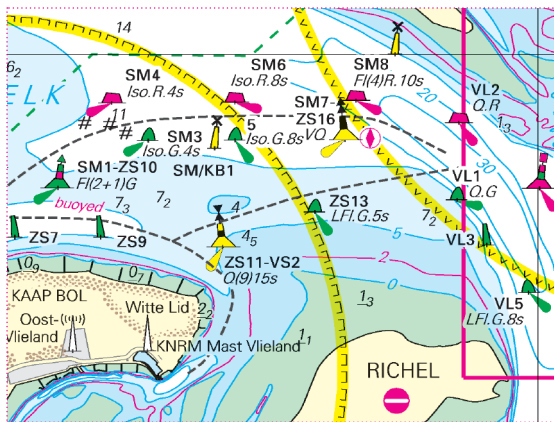 14
SM4
Iso.R.4s
SM6
Iso.R.8s
SM8
Fl(4)R.10s
6₂
ELK
11
20
SM7-
ZS16
VQ
VL2
Q.R
1₃
SM3
Iso.G.4s
5
Iso.G.8s
SM/KB1
30
SM1-ZS10
Fl(2+1)G
VL1
Q.G
buoyed
7₃
7₂
4
ZS13
LFl.G.5s
7₂
ZS7
ZS9
4₅
5
VL3
ZS11-VS2
Q(9)15s
2
0
0₉
0₇
KAAP BOL
Witte Lid
2₂
1₃
VL5
LFl.G.8s
Oost-
Vlieland
KNRM Mast Vlieland
1₁
RICHEL